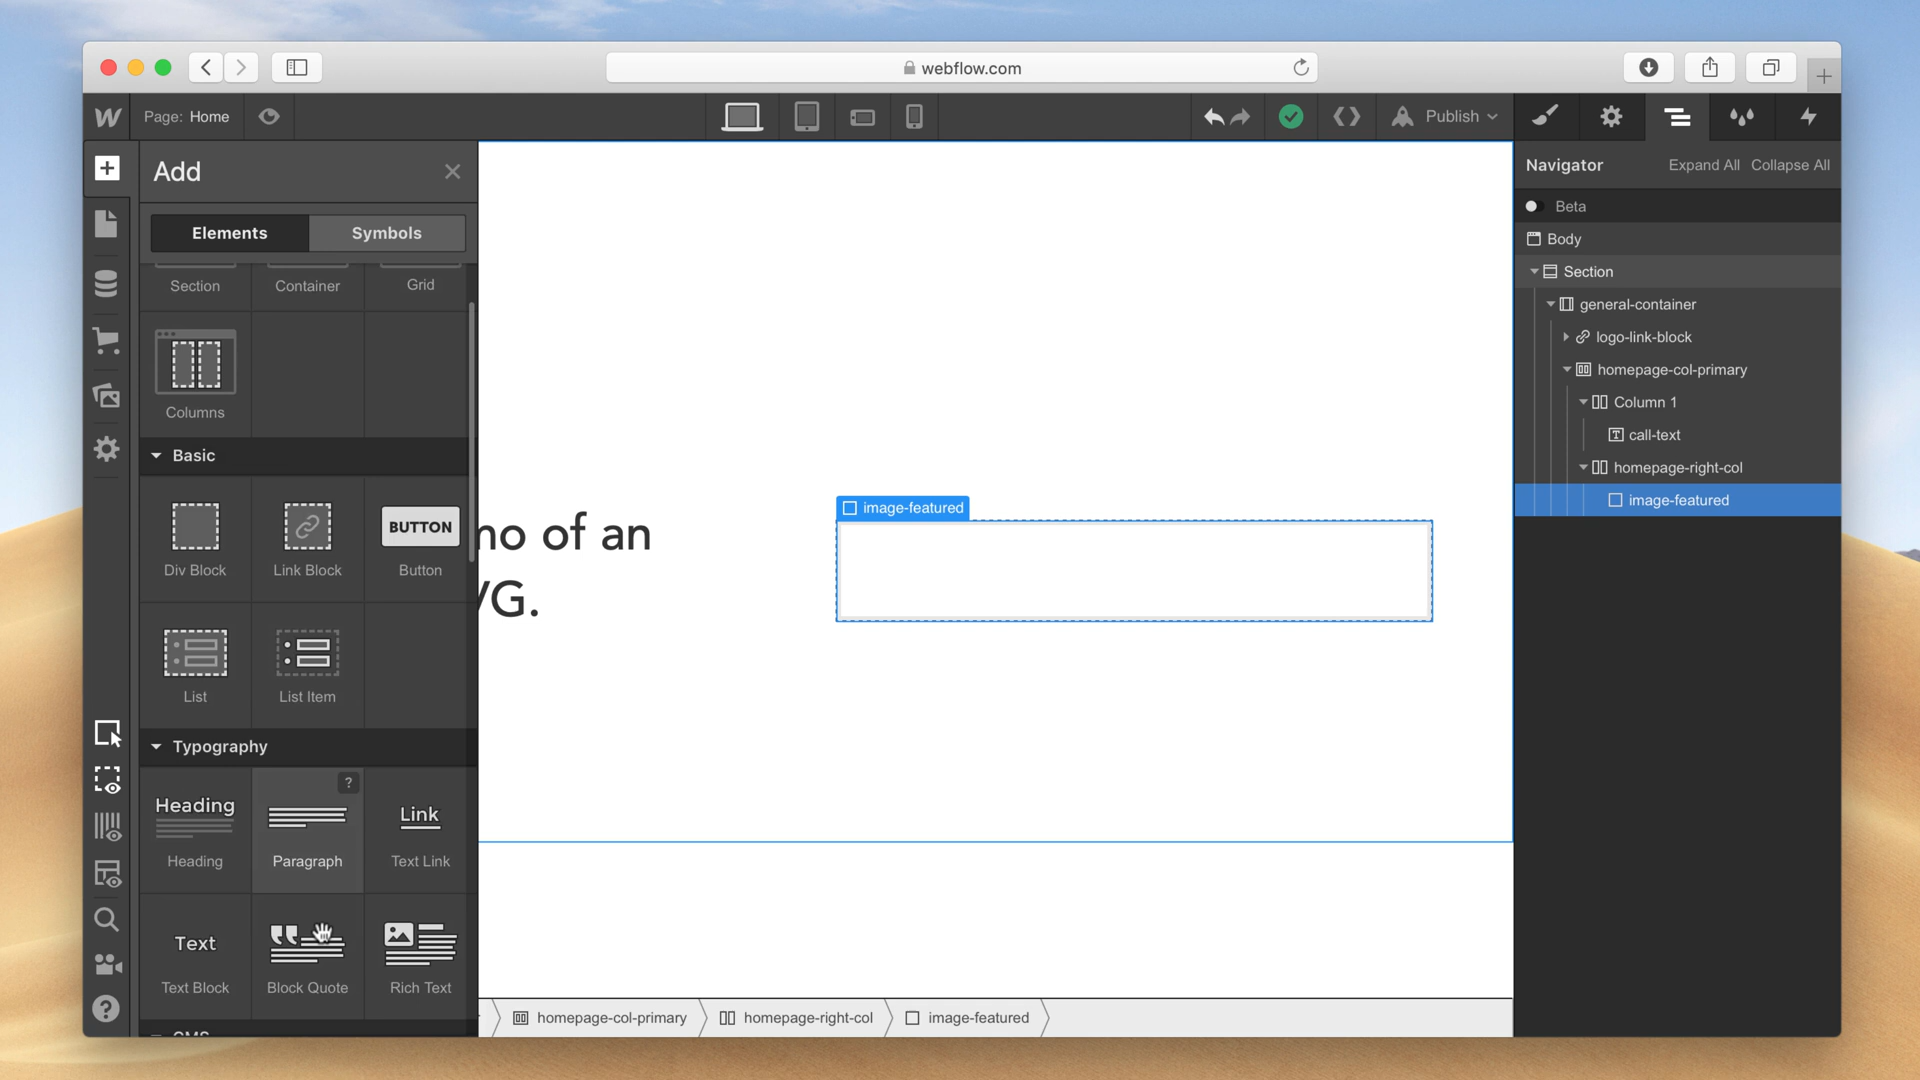 webflow.com
Page: Home
Publish
Add
Elements
Symbols
Section
Container
Grid
Columns
Basic
BUTTON
Div Block
Link Block
Button
List
List Item
Typography
?
Heading
Link
Heading
Paragraph
Text Link
Text
Text Block
Block Quote
Rich Text
CMS
image-featured
no of an
VG.
homepage-col-primary
homepage-right-col
image-featured
Navigator
Expand All
Collapse All
Beta
Body
Section
general-container
logo-link-block
homepage-col-primary
Column 1
call-text
homepage-right-col
image-featured